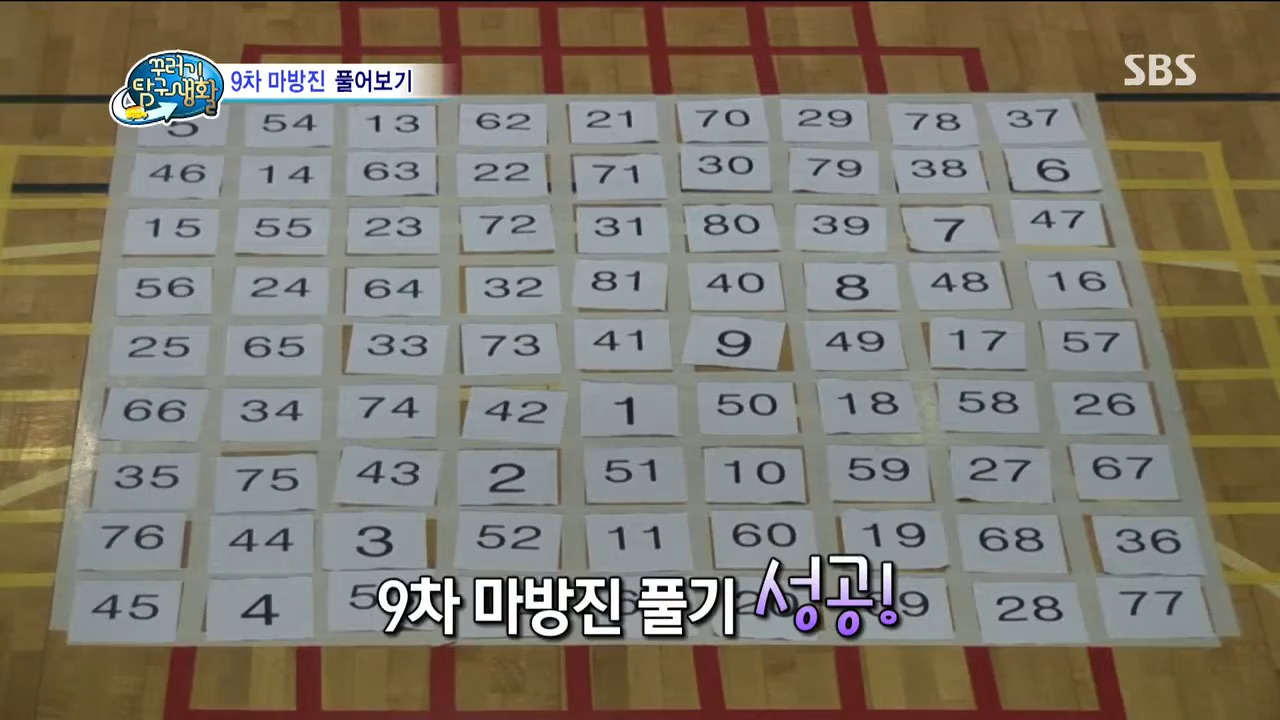 꾸러기
탐구생활
9차 마방진 풀어보기
SBS
5 54 13 62 21 70 29 78 37
46 14 63 22 71 30 79 38 6
15 55 23 72 31 80 39 7 47
56 24 64 32 81 40 8 48 16
25 65 33 73 41 9 49 17 57
66 34 74 42 1 50 18 58 26
35 75 43 2 51 10 59 27 67
76 44 3 52 11 60 19 68 36
45 4 28 77
9차 마방진 풀기 성공!